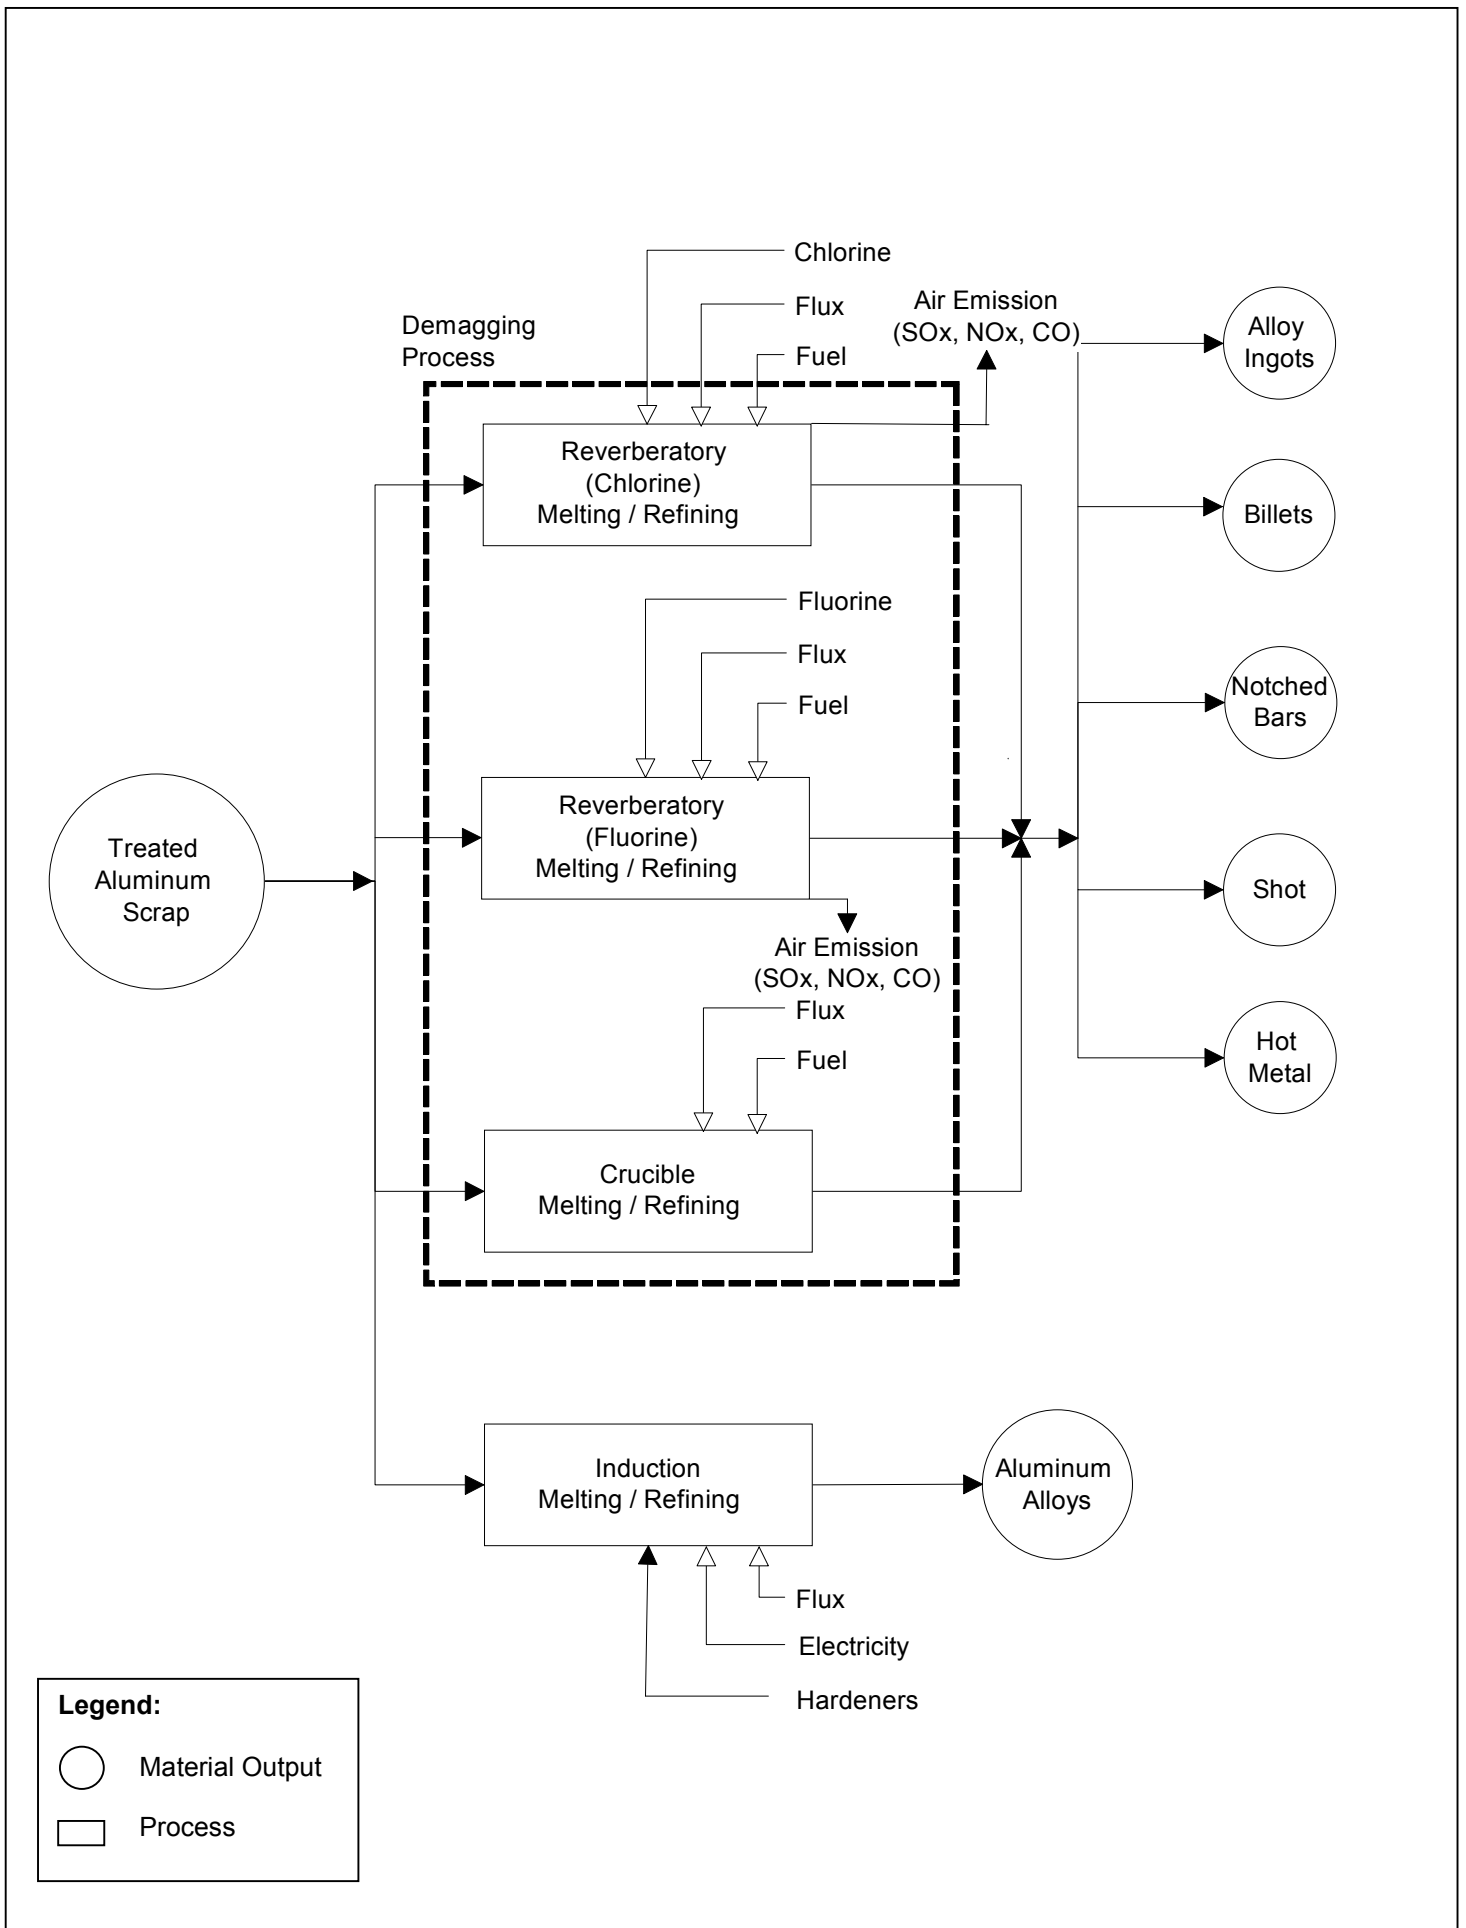 Chlorine
Flux
Fuel
Demagging
Process
Air Emission
(SOx, NOx, CO)
Reverberatory
(Chlorine)
Melting / Refining
Fluorine
Flux
Fuel
Treated
Aluminum
Scrap
Reverberatory
(Fluorine)
Melting / Refining
Air Emission
(SOx, NOx, CO)
Flux
Fuel
Crucible
Melting / Refining
Alloy
Ingots
Billets
Notched
Bars
Shot
Hot
Metal
Induction
Melting / Refining
Aluminum
Alloys
Flux
Electricity
Hardeners
Legend:
Material Output
Process